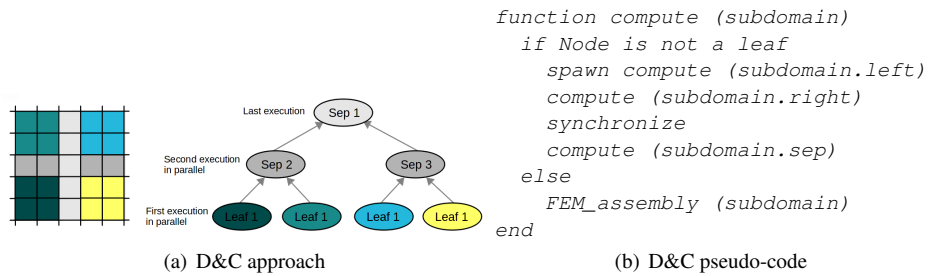 Last execution
Sep 1
Second execution
in parallel
Sep 2
Sep 3
First execution
in parallel
Leaf 1
Leaf 1
Leaf 1
Leaf 1
(a) D&C approach
function compute (subdomain)
if Node is not a leaf
spawn compute (subdomain.left)
compute (subdomain.right)
synchronize
compute (subdomain.sep)
else
FEM_assembly (subdomain)
end
(b) D&C pseudo-code